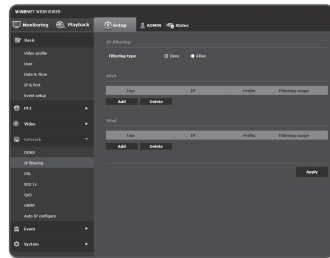 WISENET WEBVIEWER
Monitoring Playback Setup ADMIN Status
Basic
Video profile
User
Date & Time
IP & Port
Event setup
PTZ
Video
Network
DDNS
IP filtering
SSL
802.1x
QoS
SNMP
Auto IP configure
Event
System
IP filtering
Filtering type Deny Allow
IPv4
Use IP Prefix Filtering range
Add Delete
IPv6
Use IP Prefix Filtering range
Add Delete
Apply